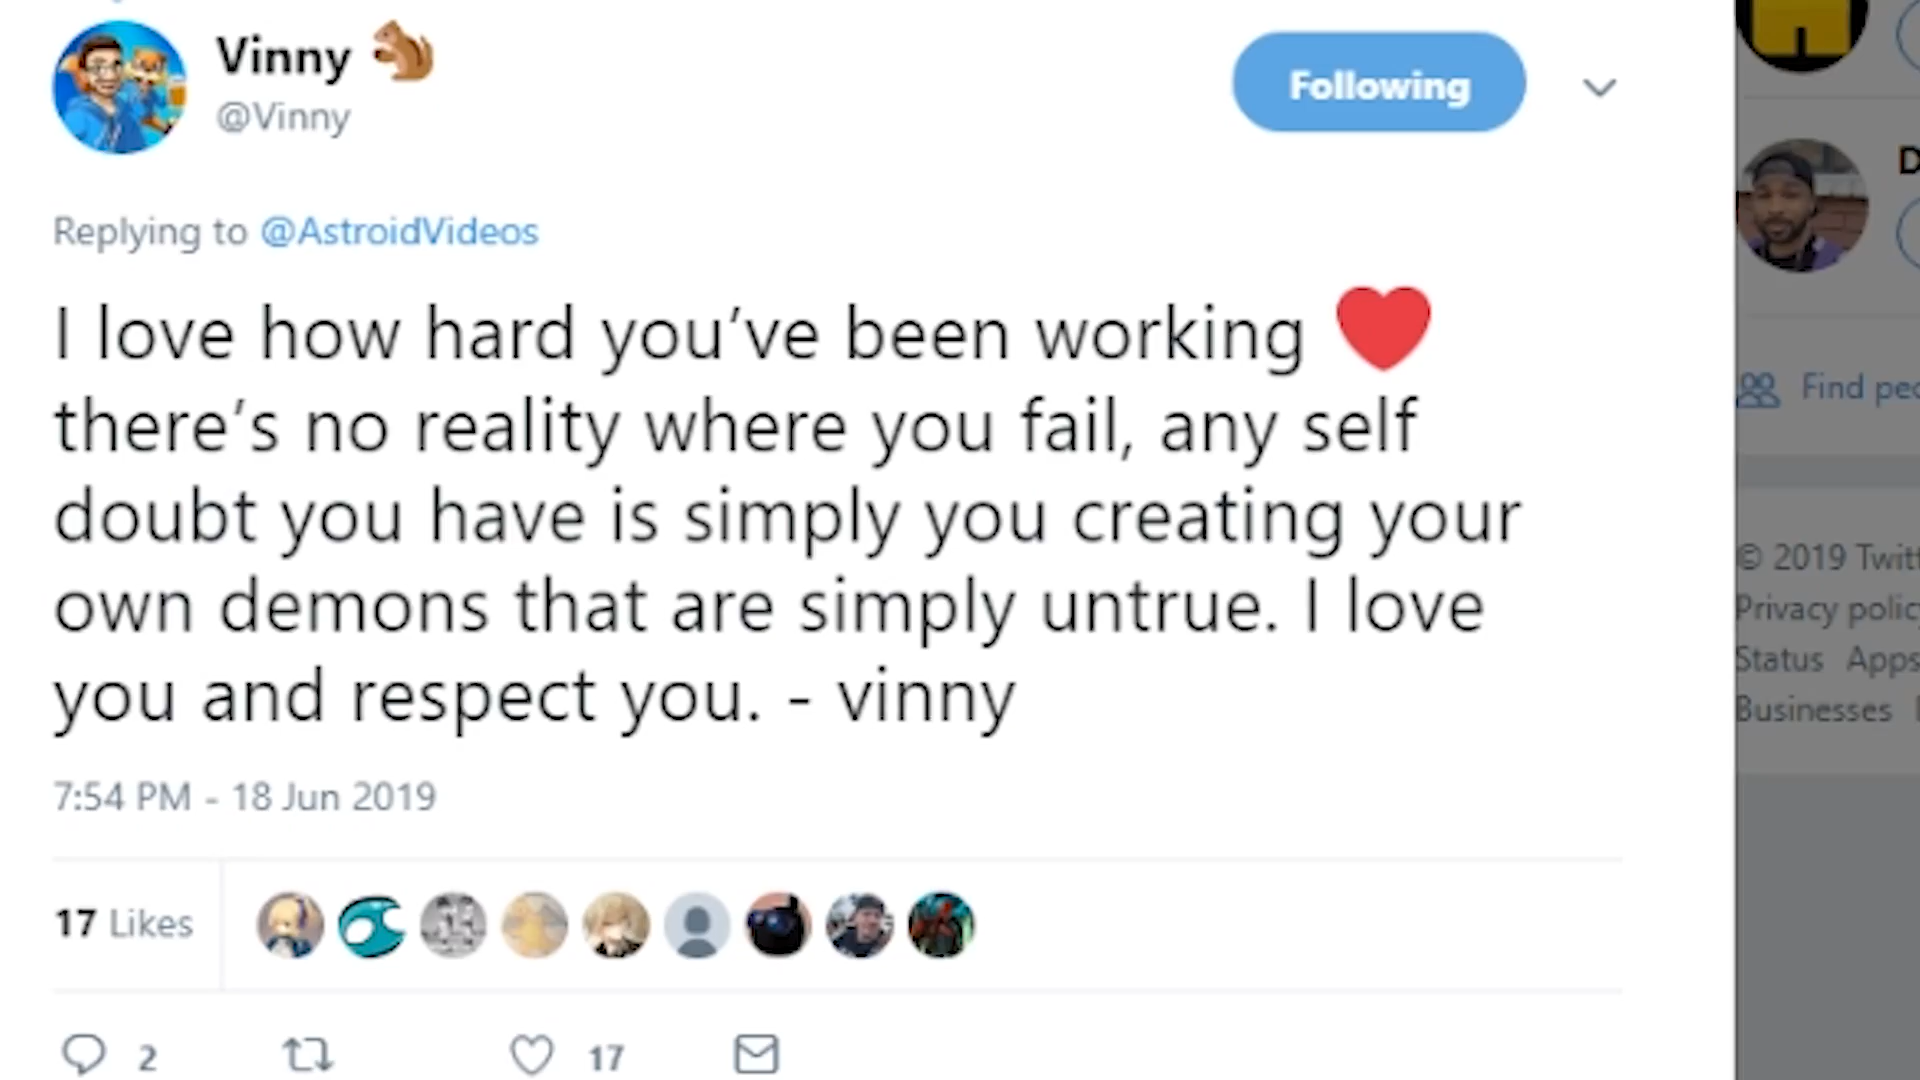 Vinny 🐿️
@Vinny
Following
Replying to @AstroidVideos
I love how hard you've been working ❤️
there's no reality where you fail, any self
doubt you have is simply you creating your
own demons that are simply untrue. I love
you and respect you. - vinny
7:54 PM - 18 Jun 2019
17 Likes
2 17
D
Find
© 2019
Privacy
Status Apps
Businesses